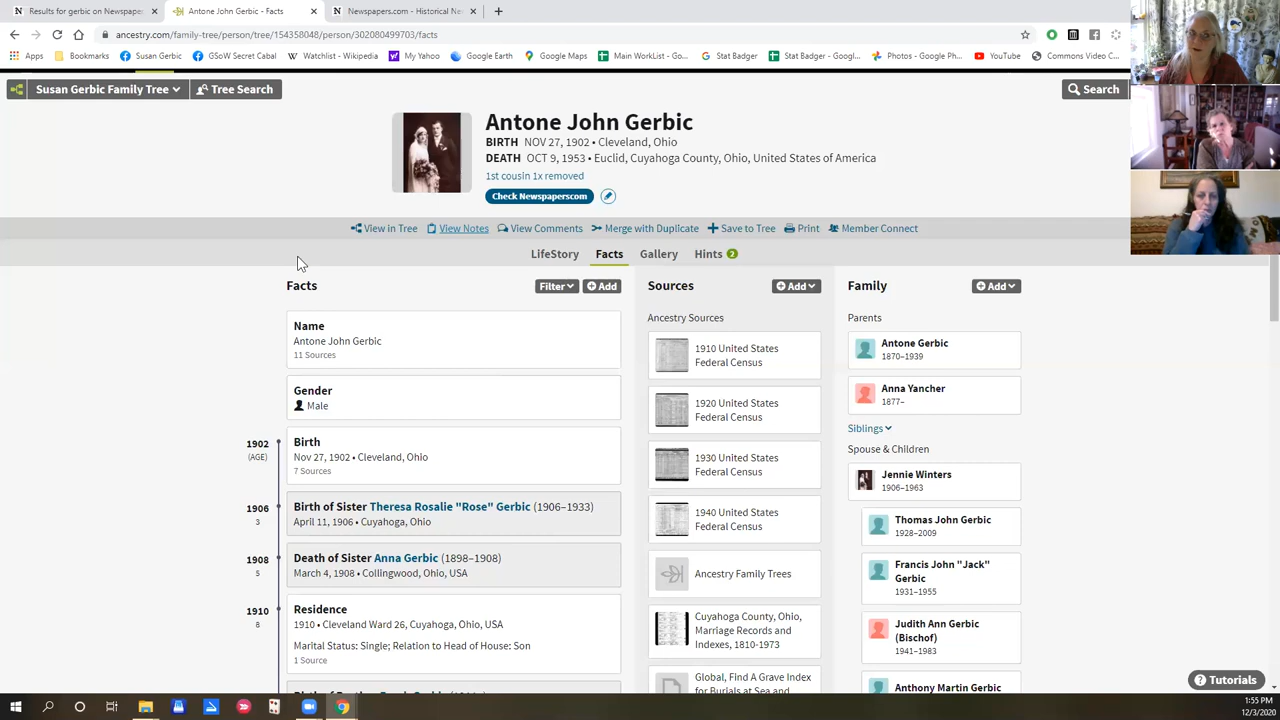 Results for gerbic on Newspape
Antone John Gerbic - Facts
Newspapers.com - Historical Ne
ancestry.com/family-tree/person/tree/154358048/person/302080499703/facts
Apps
Bookmarks
Susan Gerbic
GSoW Secret Cabal
Watchlist - Wikipedia
My Yahoo
Google Earth
Google Maps
Main WorkList - Go...
Stat Badger
Stat Badger - Googl...
Photos - Google Ph...
YouTube
Commons Video C...
Susan Gerbic Family Tree
Tree Search
Search
Antone John Gerbic
BIRTH NOV 27, 1902 • Cleveland, Ohio
DEATH OCT 9, 1953 • Euclid, Cuyahoga County, Ohio, United States of America
1st cousin 1x removed
Check Newspaperscom
View in Tree View Notes View Comments Merge with Duplicate Save to Tree Print Member Connect
LifeStory Facts Gallery Hints 2
Facts
Filter
Add
Name
Antone John Gerbic
11 Sources
Gender
Male
1902
(AGE)
Birth
Nov 27, 1902 • Cleveland, Ohio
7 Sources
1906
3
Birth of Sister Theresa Rosalie "Rose" Gerbic (1906–1933)
April 11, 1906 • Cuyahoga, Ohio
1908
5
Death of Sister Anna Gerbic (1898–1908)
March 4, 1908 • Collingwood, Ohio, USA
1910
8
Residence
1910 • Cleveland Ward 26, Cuyahoga, Ohio, USA
Marital Status: Single; Relation to Head of House: Son
1 Source
Sources
Add
Ancestry Sources
1910 United States
Federal Census
1920 United States
Federal Census
1930 United States
Federal Census
1940 United States
Federal Census
Ancestry Family Trees
Cuyahoga County, Ohio,
Marriage Records and
Indexes, 1810-1973
Global, Find A Grave Index
for Burials at Sea and
Family
Add
Parents
Antone Gerbic
1870–1939
Anna Yancher
1877–
Siblings
Spouse & Children
Jennie Winters
1906–1963
Thomas John Gerbic
1928–2009
Francis John "Jack"
Gerbic
1931–1955
Judith Ann Gerbic
(Bischof)
1941–1983
Anthony Martin Gerbic
Tutorials
1:55 PM
12/3/2020